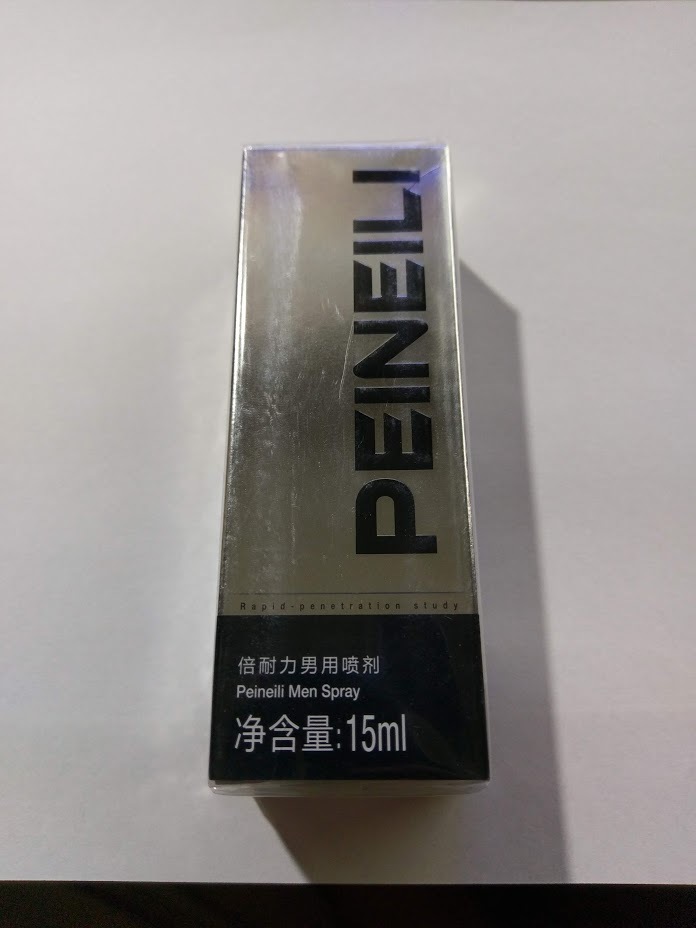 PEINEILI
Rapid-penetration study
倍耐力男用喷剂
Peineili Men Spray
净含量:15ml